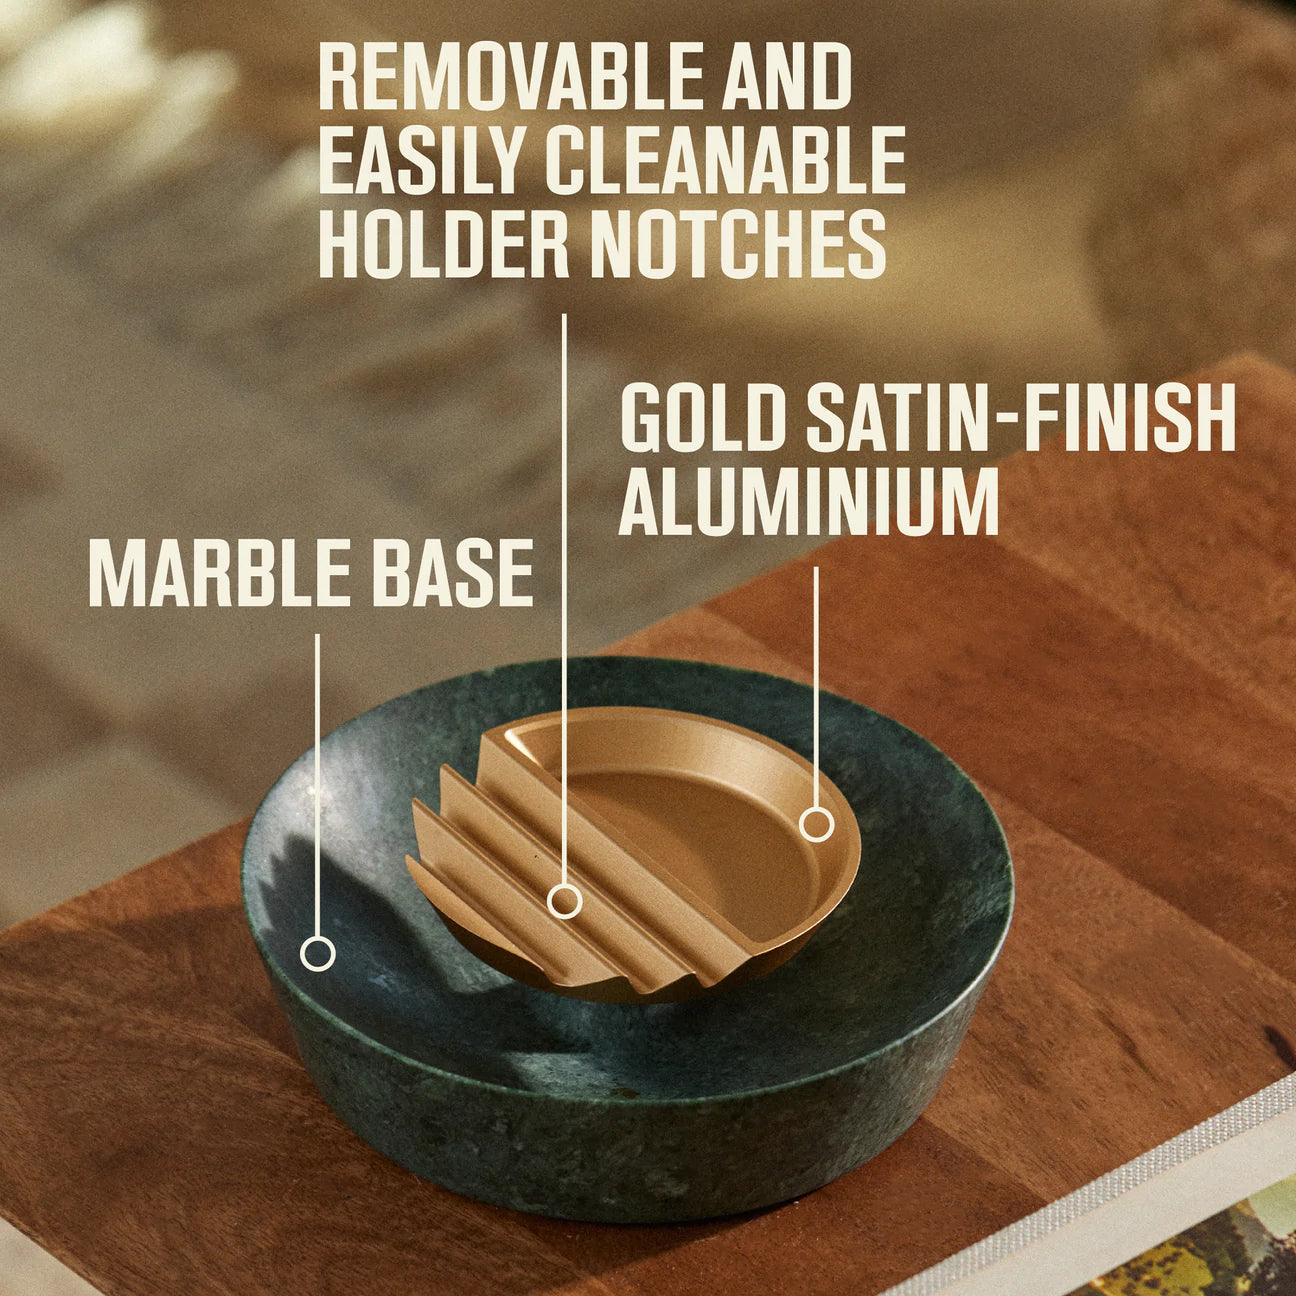 REMOVABLE AND
EASILY CLEANABLE
HOLDER NOTCHES
GOLD SATIN-FINISH
ALUMINIUM
MARBLE BASE